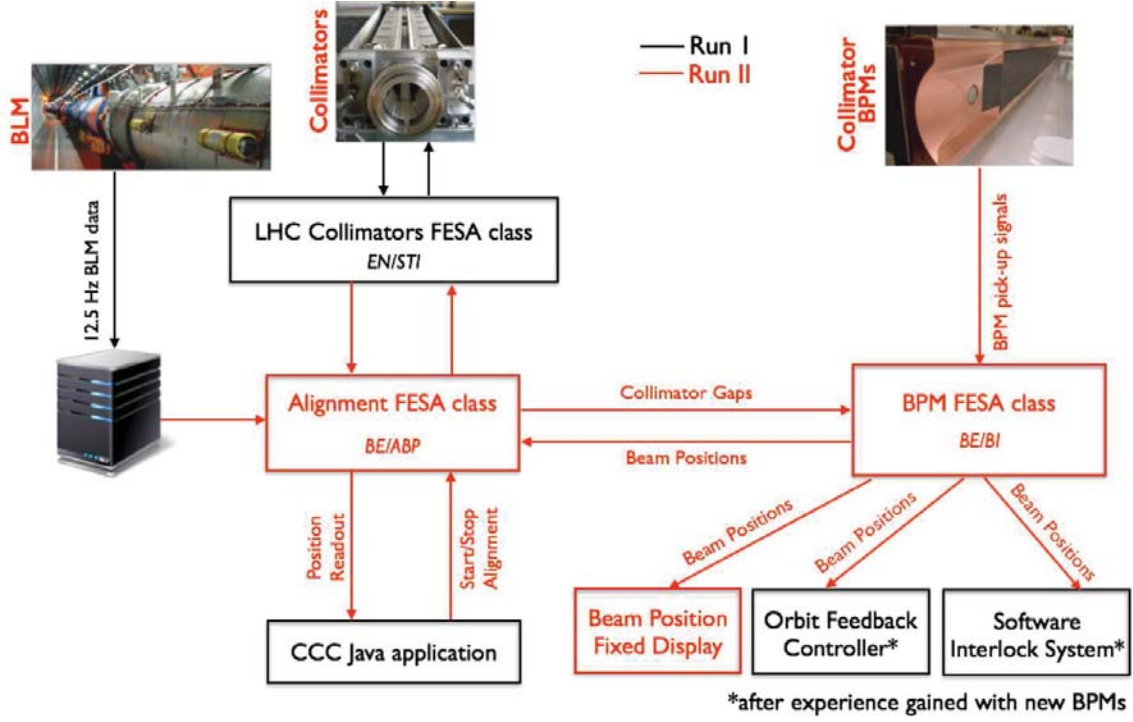 BLM
Collimators
Run I
Run II
Collimator
BPMs
12.5 Hz BLM data
LHC Collimators FESA class
EN/STI
BPM pick-up signals
Alignment FESA class
BE/ABP
Collimator Gaps
Beam Positions
BPM FESA class
BE/BI
Position
Readout
Start/Stop
Alignment
Beam Positions
Beam Positions
Beam Positions
CCC Java application
Beam Position
Fixed Display
Orbit Feedback
Controller*
Software
Interlock System*
*after experience gained with new BPMs